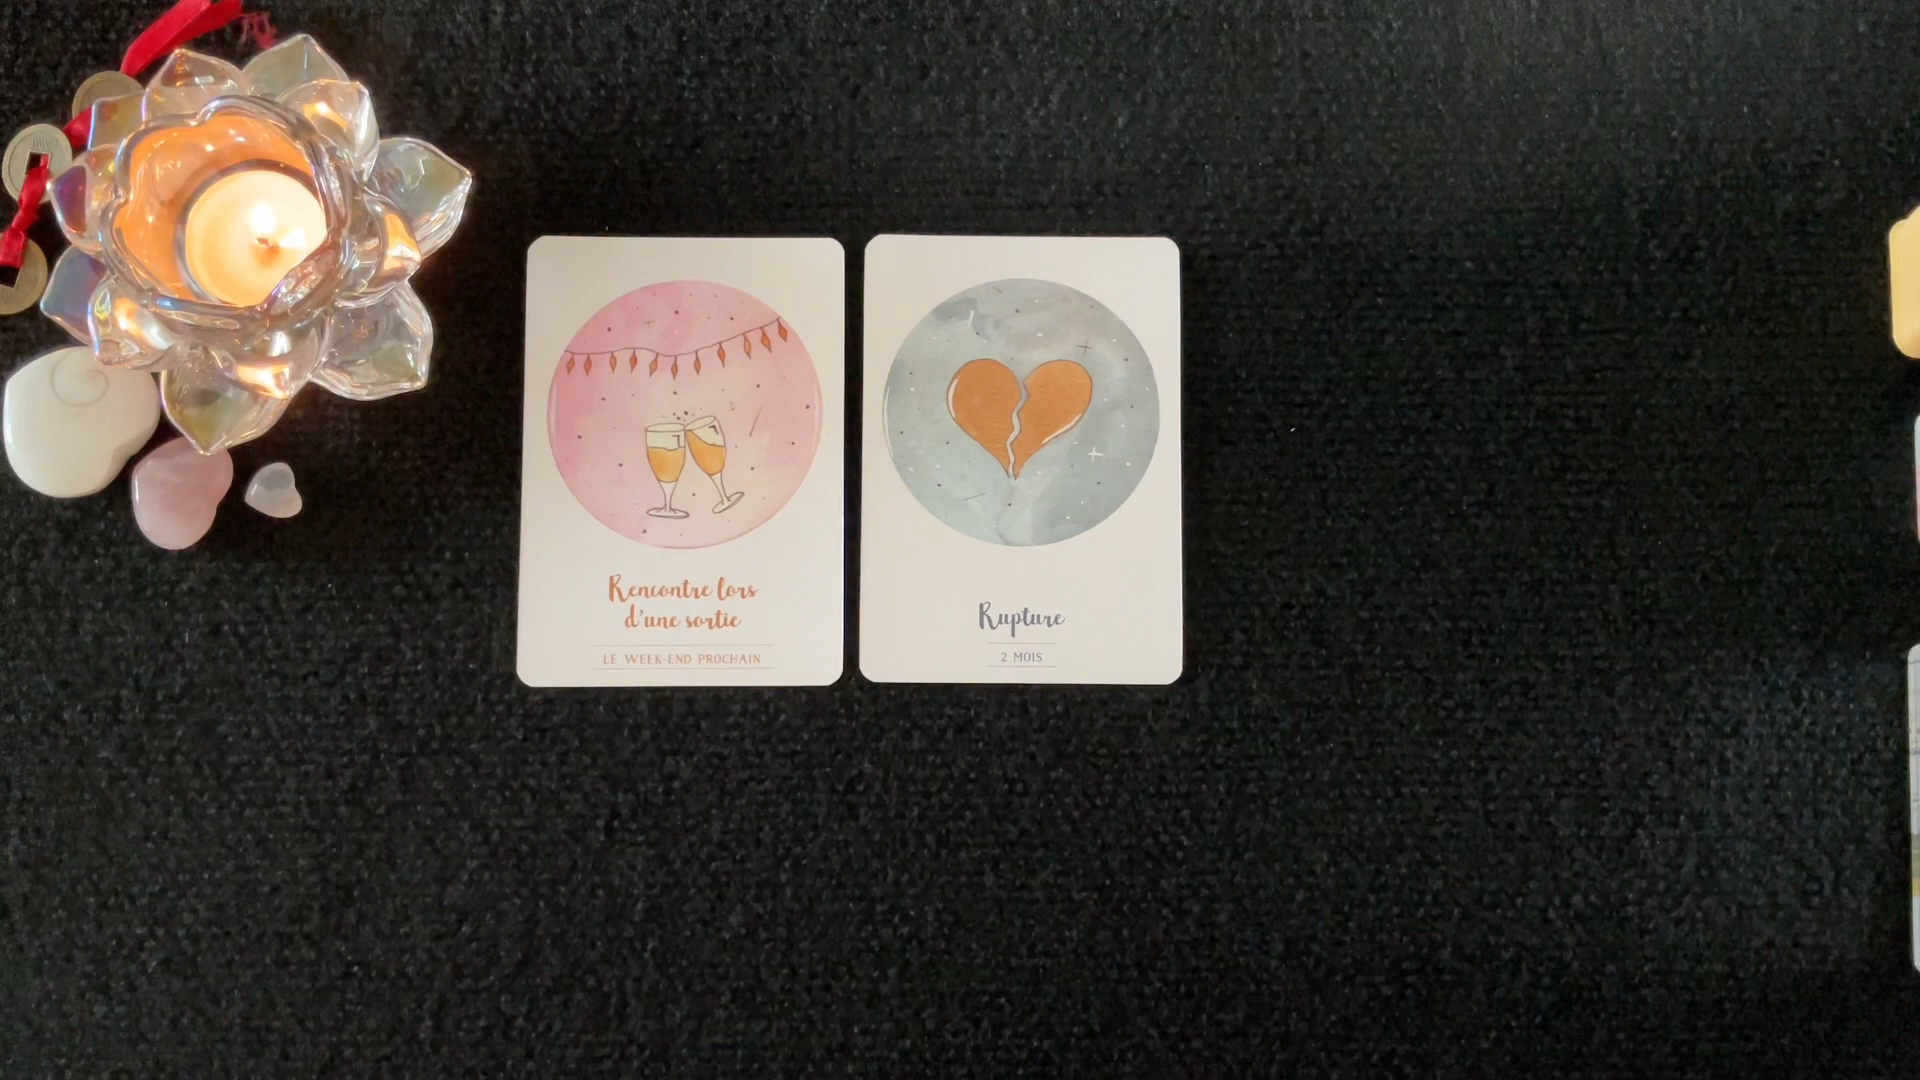 Rencontre lors
d'une sortie
LE WEEK-END PROCHAIN
Rupture
2 MOIS